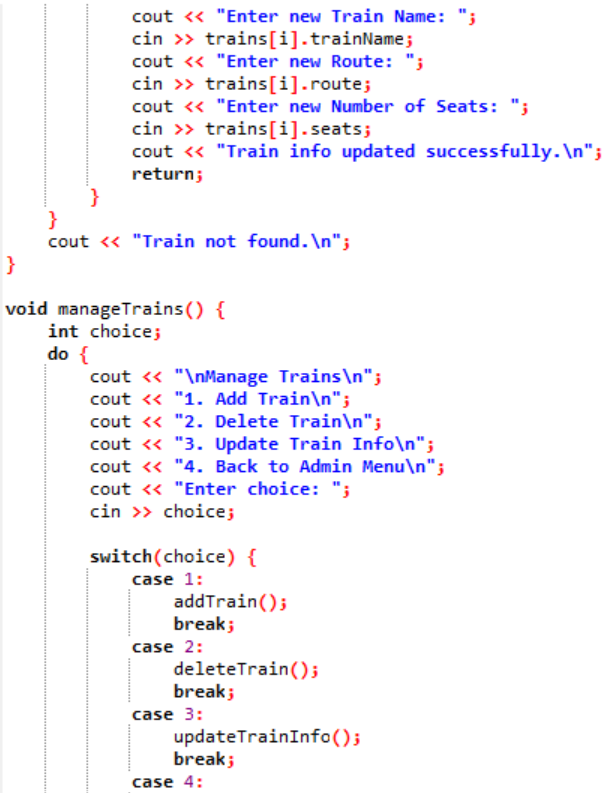 cout << "Enter new Train Name: ";
cin >> trains[i].trainName;
cout << "Enter new Route: ";
cin >> trains[i].route;
cout << "Enter new Number of Seats: ";
cin >> trains[i].seats;
cout << "Train info updated successfully.\n";
return;
}
}
cout << "Train not found.\n";
}
void manageTrains() {
int choice;
do {
cout << "\nManage Trains\n";
cout << "1. Add Train\n";
cout << "2. Delete Train\n";
cout << "3. Update Train Info\n";
cout << "4. Back to Admin Menu\n";
cout << "Enter choice: ";
cin >> choice;
switch(choice) {
case 1:
addTrain();
break;
case 2:
deleteTrain();
break;
case 3:
updateTrainInfo();
break;
case 4: